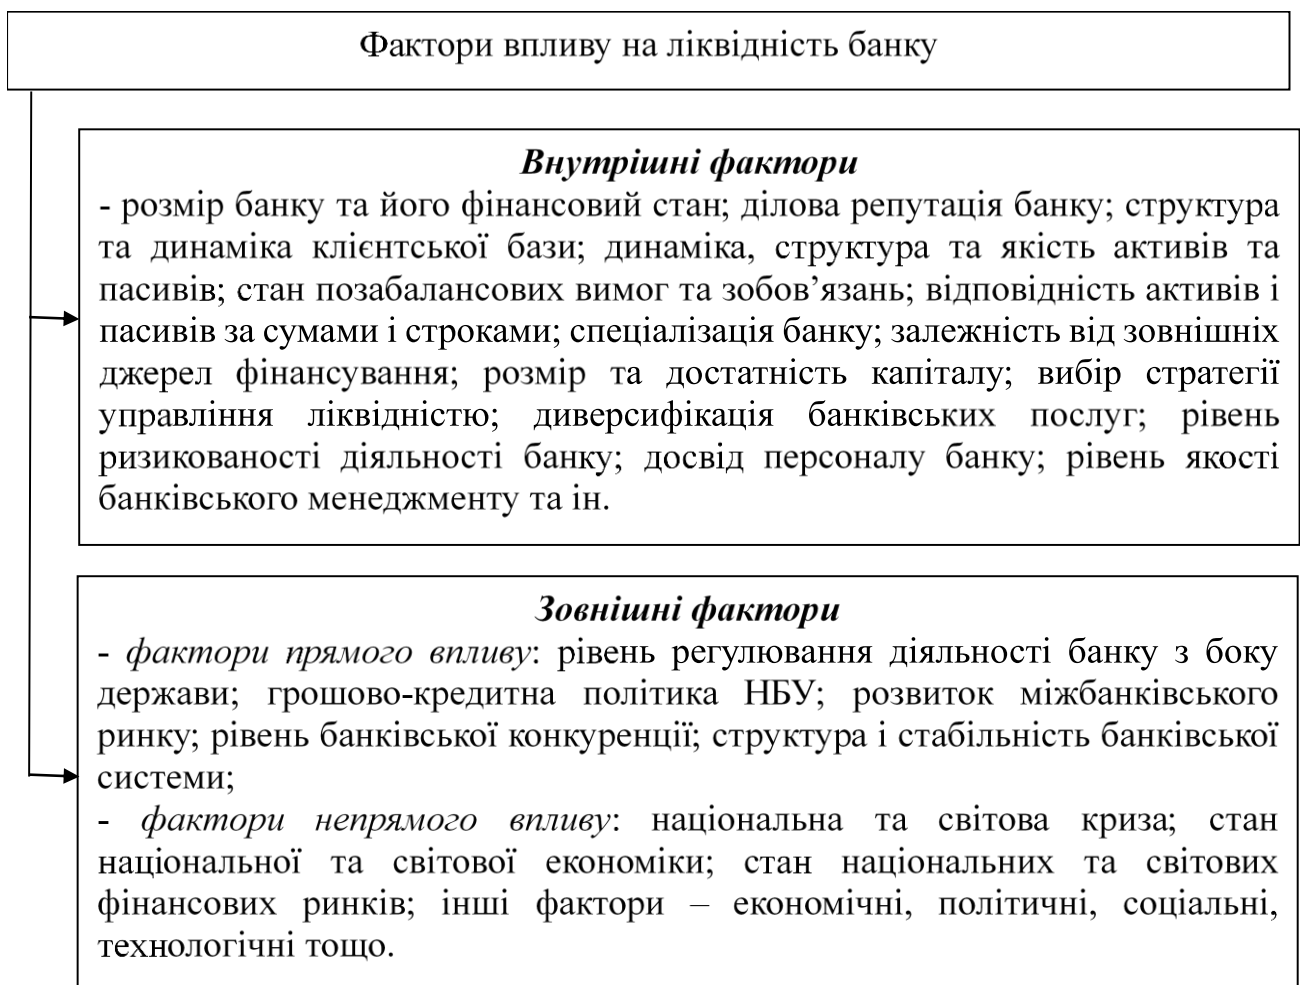 Фактори впливу на ліквідність банку
Внутрішні фактори
- розмір банку та його фінансовий стан; ділова репутація банку; структура
та динаміка клієнтської бази; динаміка, структура та якість активів та
пасивів; стан позабалансових вимог та зобов’язань; відповідність активів і
пасивів за сумами і строками; спеціалізація банку; залежність від зовнішніх
джерел фінансування; розмір та достатність капіталу; вибір стратегії
управління ліквідністю; диверсифікація банківських послуг; рівень
ризикованості діяльності банку; досвід персоналу банку; рівень якості
банківського менеджменту та ін.
Зовнішні фактори
- фактори прямого впливу: рівень регулювання діяльності банку з боку
держави; грошово-кредитна політика НБУ; розвиток міжбанківського
ринку; рівень банківської конкуренції; структура і стабільність банківської
системи;
- фактори непрямого впливу: національна та світова криза; стан
національної та світової економіки; стан національних та світових
фінансових ринків; інші фактори – економічні, політичні, соціальні,
технологічні тощо.